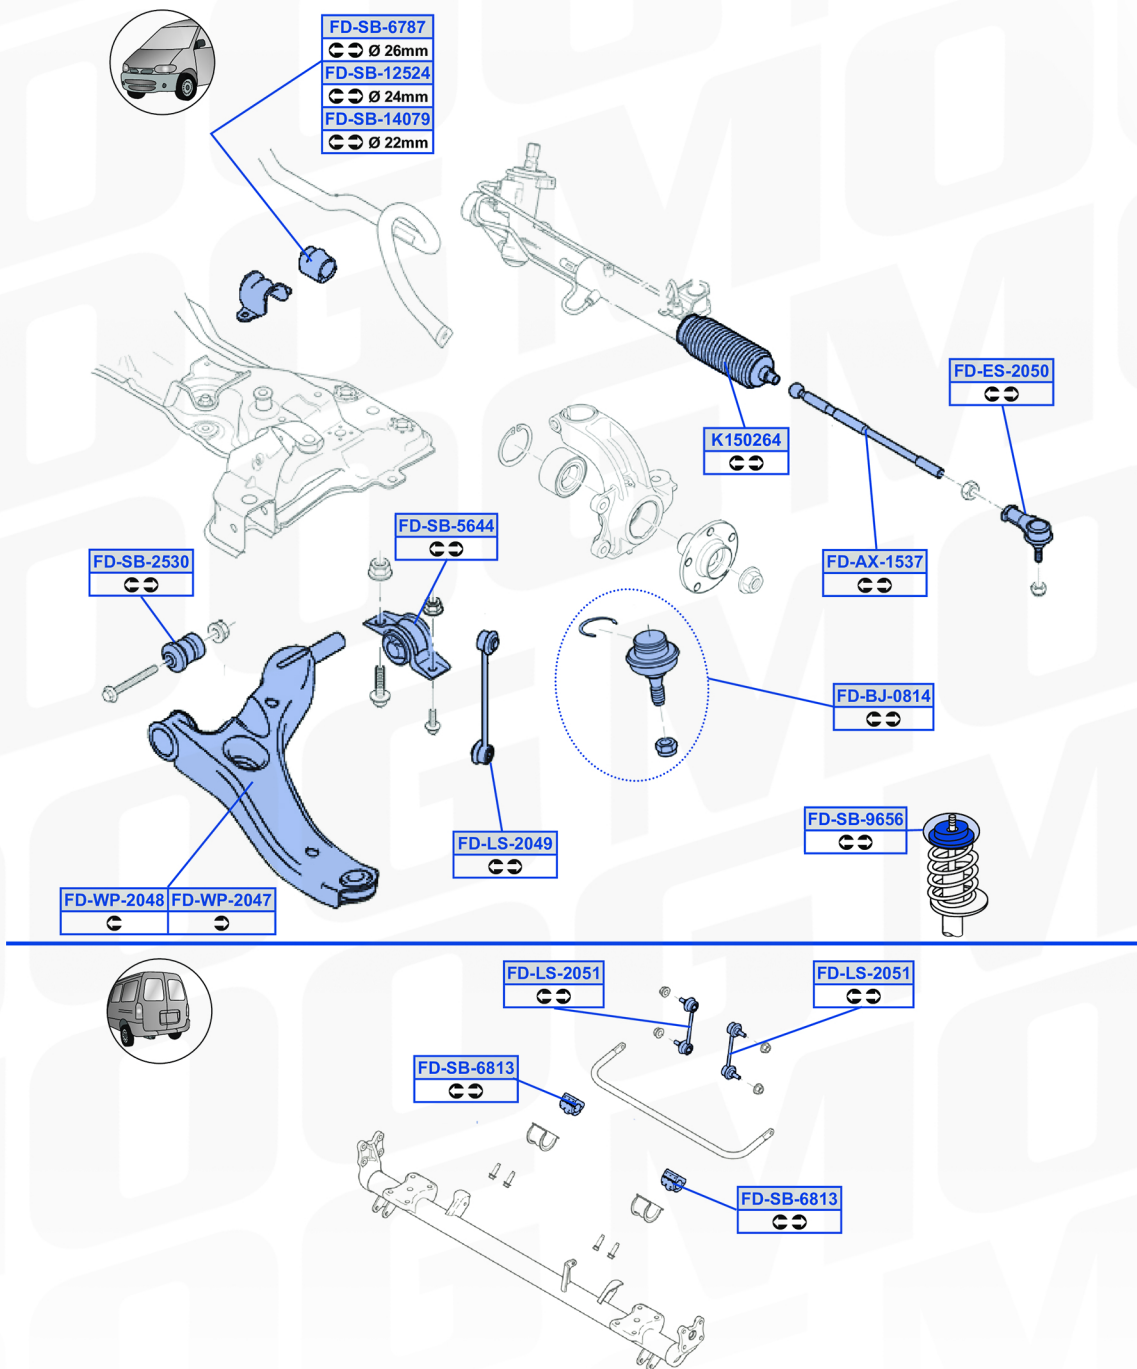 FD-SB-6787
Ø 26mm
FD-SB-12524
Ø 24mm
FD-SB-14079
Ø 22mm
FD-ES-2050
K150264
FD-SB-5644
FD-AX-1537
FD-SB-2530
FD-BJ-0814
FD-SB-9656
FD-LS-2049
FD-WP-2048 FD-WP-2047
FD-LS-2051 FD-LS-2051
FD-SB-6813
FD-SB-6813